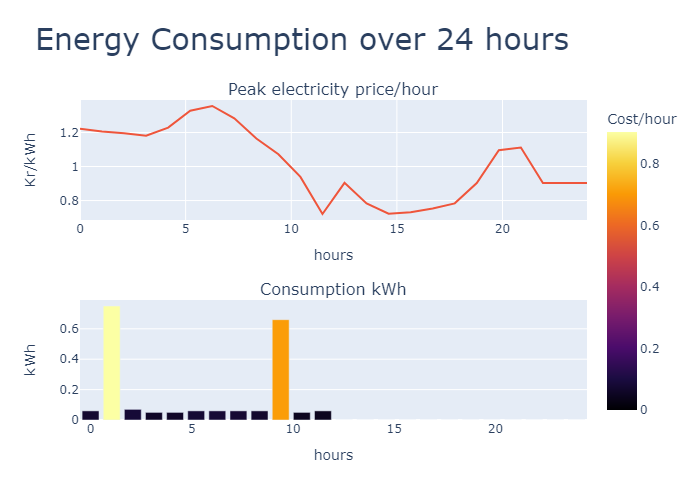 Energy Consumption over 24 hours
Peak electricity price/hour
Kr/kWh
1.2
1
0.8
0 5 10 15 20
hours
Cost/hour
0.8
0.6
0.4
0.2
0
Consumption kWh
kWh
0.6
0.4
0.2
0
0 5 10 15 20
hours